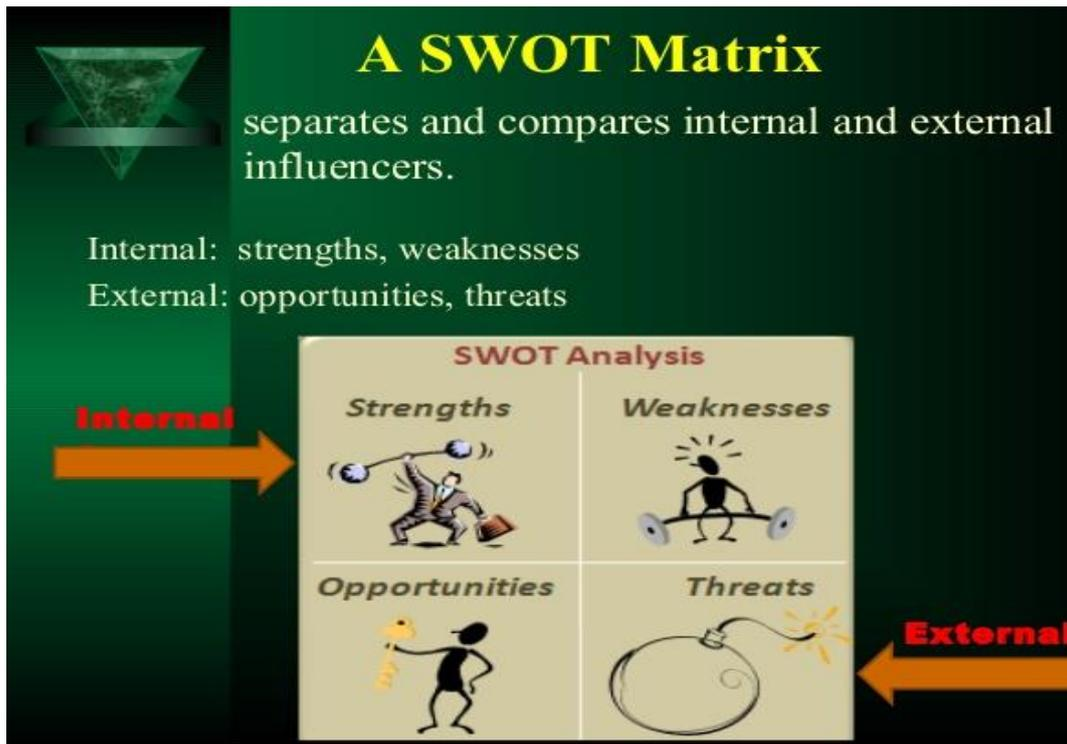 A SWOT Matrix
separates and compares internal and external
influencers.
Internal: strengths, weaknesses
External: opportunities, threats
SWOT Analysis
Internal
Strengths
Weaknesses
Opportunities
Threats
External